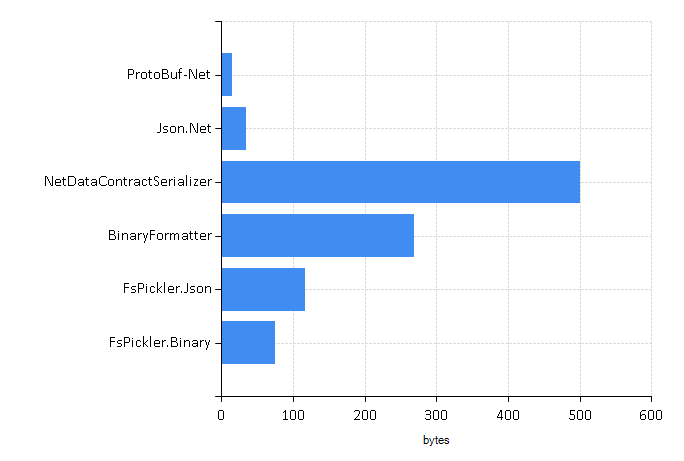 ProtoBuf-Net
Json.Net
NetDataContractSerializer
BinaryFormatter
FsPickler.Json
FsPickler.Binary
0 100 200 300 400 500 600
bytes